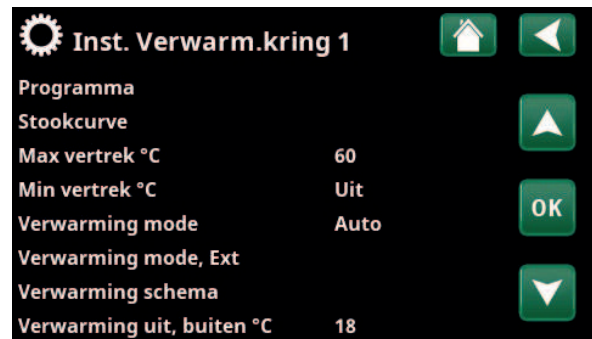 Inst. Verwarm.kring 1
Programma
Stookcurve
Max vertrek °C 60
Min vertrek °C Uit
Verwarming mode Auto
OK
Verwarming mode, Ext
Verwarming schema
Verwarming uit, buiten °C 18